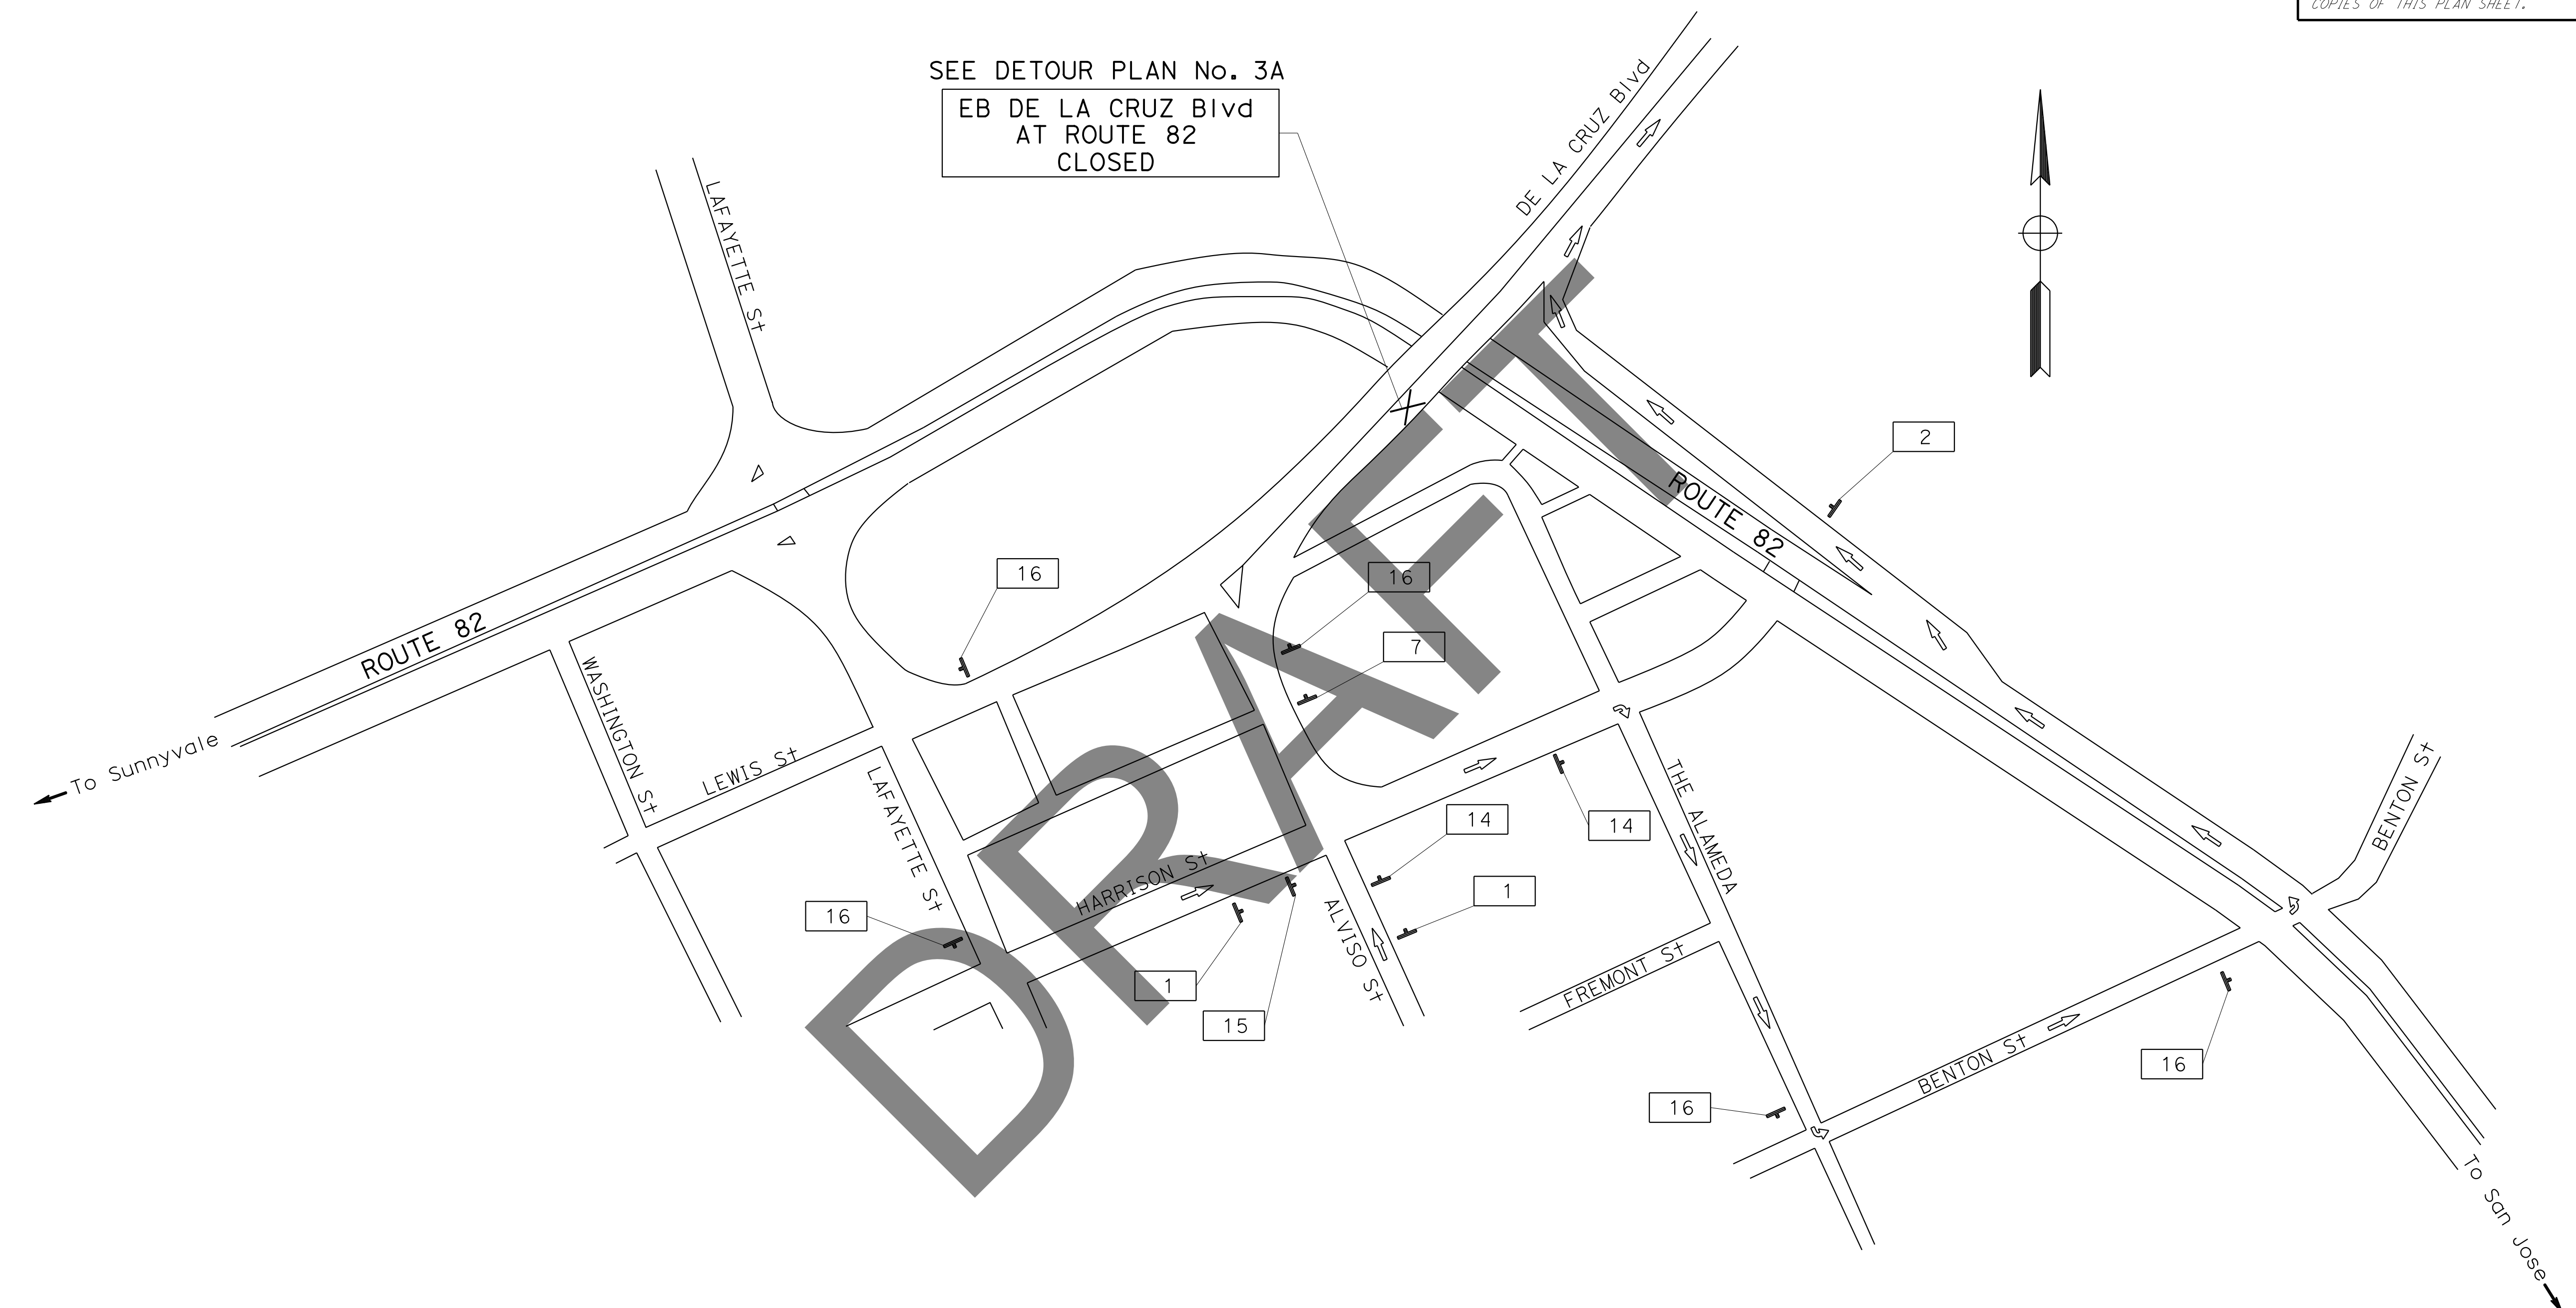 COPIES OF THIS PLAN SHEET.
SEE DETOUR PLAN No. 3A
EB DE LA CRUZ Blvd
AT ROUTE 82
CLOSED
DE LA CRUZ Blvd
LAFAYETTE St
2
ROUTE 82
16
16
7
ROUTE 82
WASHINGTON St
To Sunnyvale
LEWIS St
LAFAYETTE St
THE ALAMEDA
BENTON St
14
14
HARRISON St
1
16
ALVISO St
FREMONT St
1
15
BENTON St
16
16
To San Jose
DRAFT